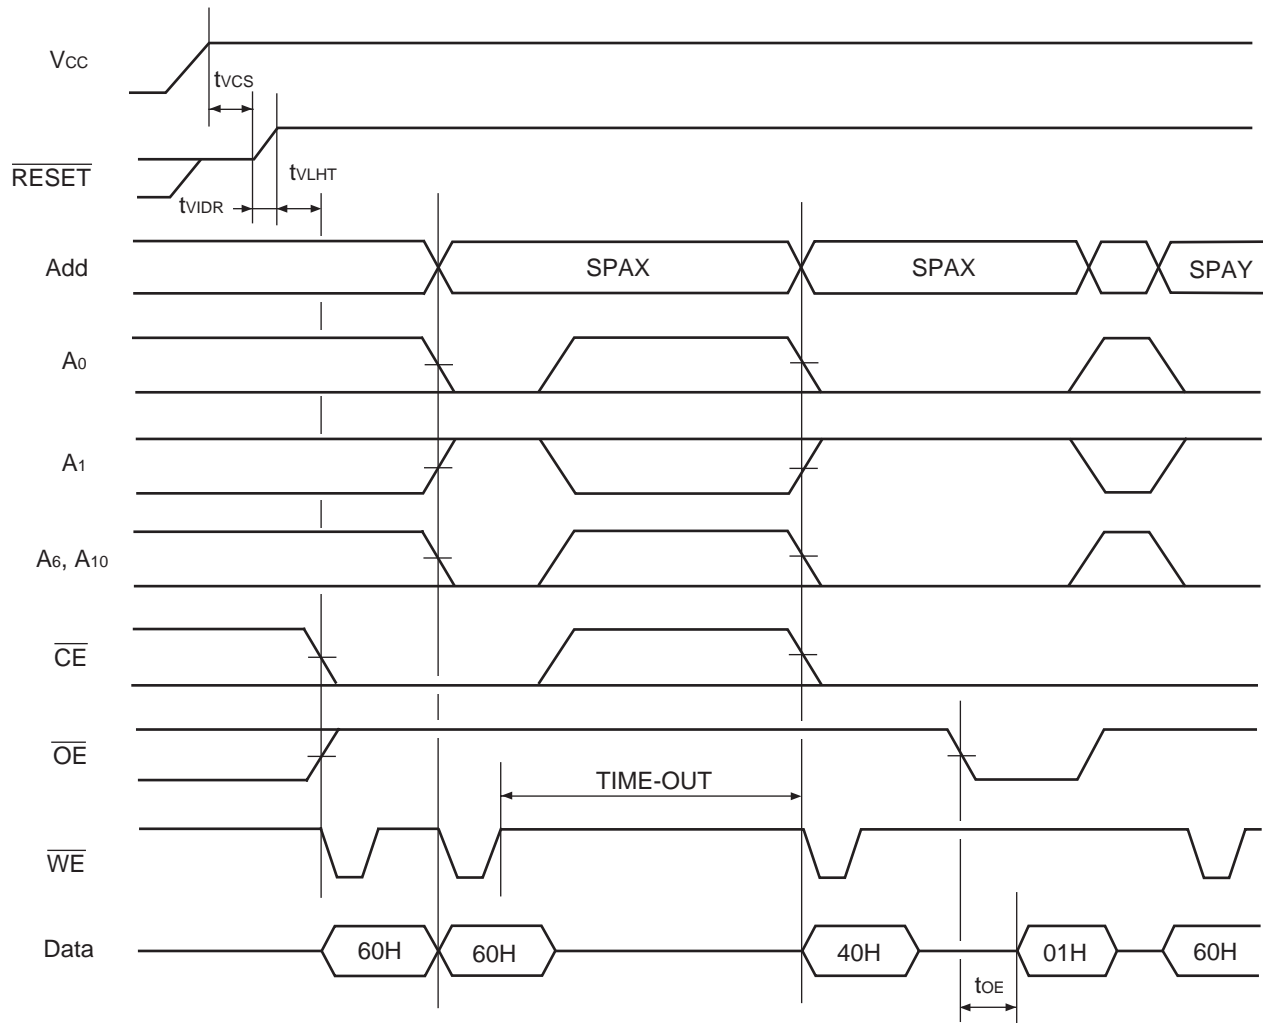 VCC
tVCS
RESET
tVLHT
tVIDR
Add SPAX SPAX SPAY
A0
A1
A6, A10
CE
OE
TIME-OUT
WE
Data 60H 60H 40H 01H 60H
tOE